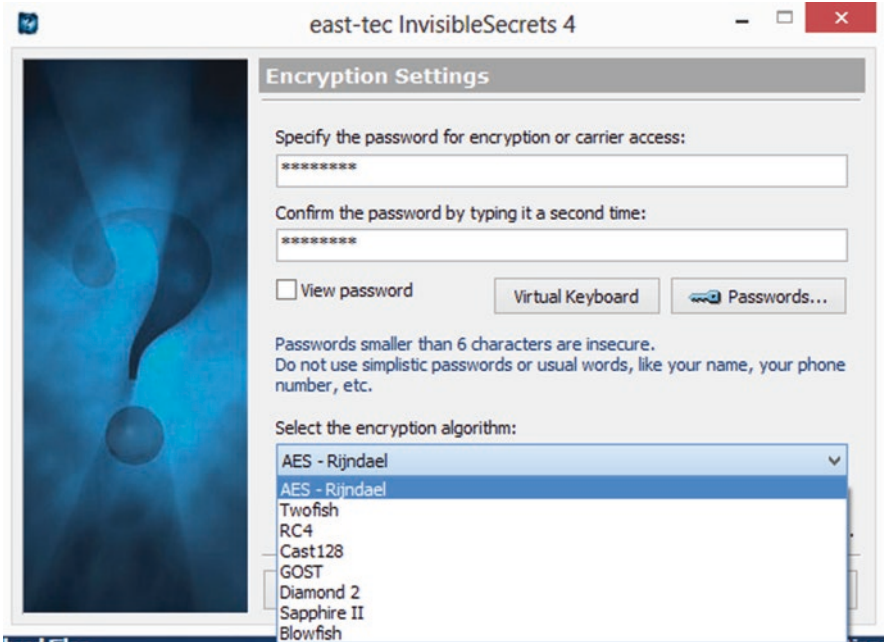 east-tec InvisibleSecrets 4
Encryption Settings
Specify the password for encryption or carrier access:
********
Confirm the password by typing it a second time:
********
View password
Virtual Keyboard
Passwords...
Passwords smaller than 6 characters are insecure.
Do not use simplistic passwords or usual words, like your name, your phone
number, etc.
Select the encryption algorithm:
AES - Rijndael
AES - Rijndael
Twofish
RC4
Cast128
GOST
Diamond 2
Sapphire II
Blowfish